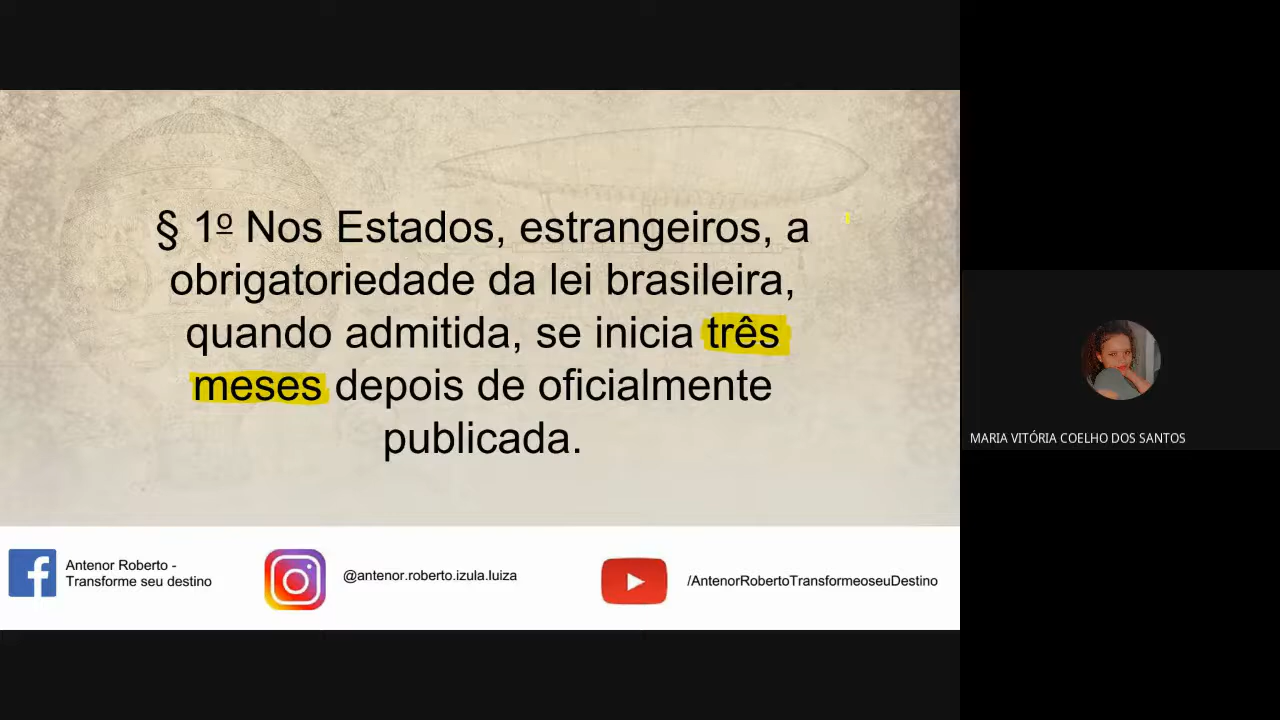 § 1º Nos Estados, estrangeiros, a
obrigatoriedade da lei brasileira,
quando admitida, se inicia três
meses depois de oficialmente
publicada.
MARIA VITÓRIA COELHO DOS SANTOS
Antenor Roberto -
Transforme seu destino
@antenor.roberto.izula.luiza
/AntenorRobertoTransformeoseuDestino